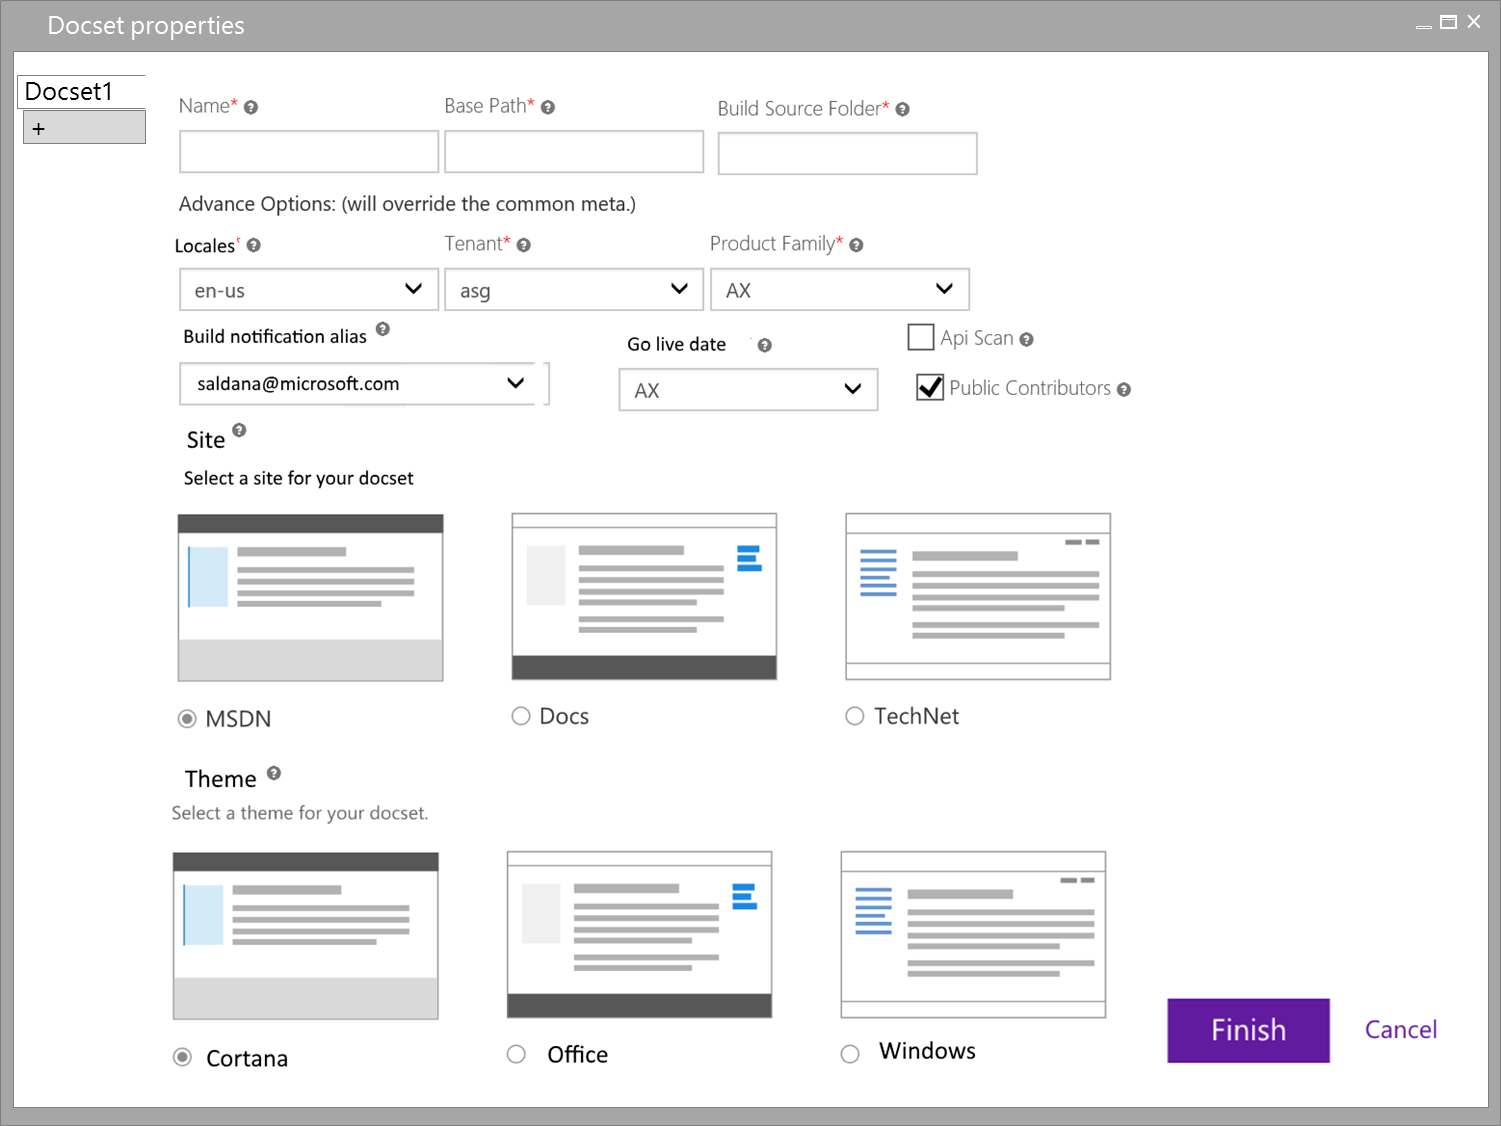 Docset properties
Docset1
+
Name* Base Path* Build Source Folder*
Advance Options: (will override the common meta.)
Locales* Tenant* Product Family*
en-us asg AX
Build notification alias Go live date Api Scan
saldana@microsoft.com AX Public Contributors
Site
Select a site for your docset
MSDN Docs TechNet
Theme
Select a theme for your docset.
Cortana Office Windows
Finish Cancel